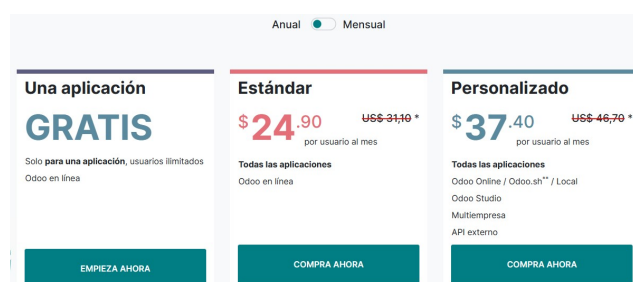 Anual Mensual
Una aplicación
GRATIS
Solo para una aplicación, usuarios ilimitados
Odoo en línea
EMPIEZA AHORA
Estándar
$24.90 US$ 31,10 *
por usuario al mes
Todas las aplicaciones
Odoo en línea
COMPRA AHORA
Personalizado
$37.40 US$ 46,70 *
por usuario al mes
Todas las aplicaciones
Odoo Online / Odoo.sh** / Local
Odoo Studio
Multiempresa
API externo
COMPRA AHORA